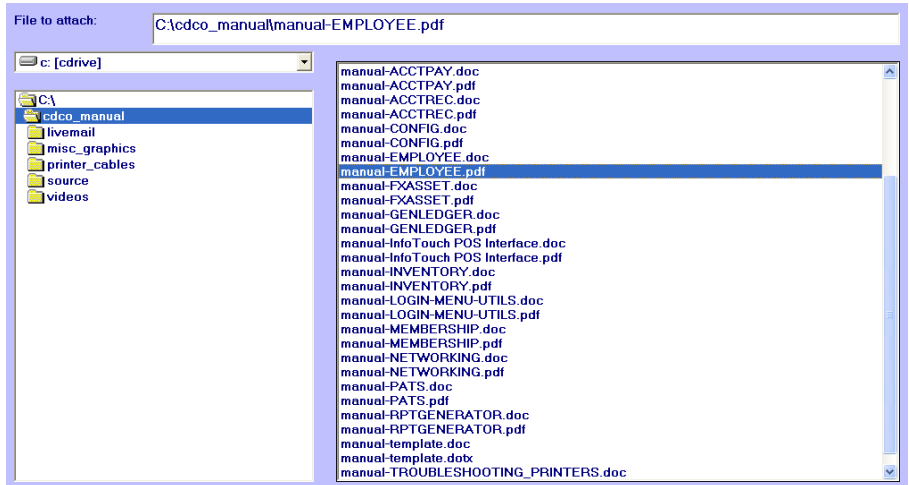 File to attach:
C:\cdco_manual\manual-EMPLOYEE.pdf
c: [cdrive]
C:\
cdco_manual
livemail
misc_graphics
printer_cables
source
videos
manual-ACCTPAY.doc
manual-ACCTPAY.pdf
manual-ACCTREC.doc
manual-ACCTREC.pdf
manual-CONFIG.doc
manual-CONFIG.pdf
manual-EMPLOYEE.doc
manual-EMPLOYEE.pdf
manual-FXASSET.doc
manual-FXASSET.pdf
manual-GENLEDGER.doc
manual-GENLEDGER.pdf
manual-InfoTouch POS Interface.doc
manual-InfoTouch POS Interface.pdf
manual-INVENTORY.doc
manual-INVENTORY.pdf
manual-LOGIN-MENU-UTILS.doc
manual-LOGIN-MENU-UTILS.pdf
manual-MEMBERSHIP.doc
manual-MEMBERSHIP.pdf
manual-NETWORKING.doc
manual-NETWORKING.pdf
manual-PATS.doc
manual-PATS.pdf
manual-RPTGENERATOR.doc
manual-RPTGENERATOR.pdf
manual-template.doc
manual-template.dotx
manual-TROUBLESHOOTING_PRINTERS.doc